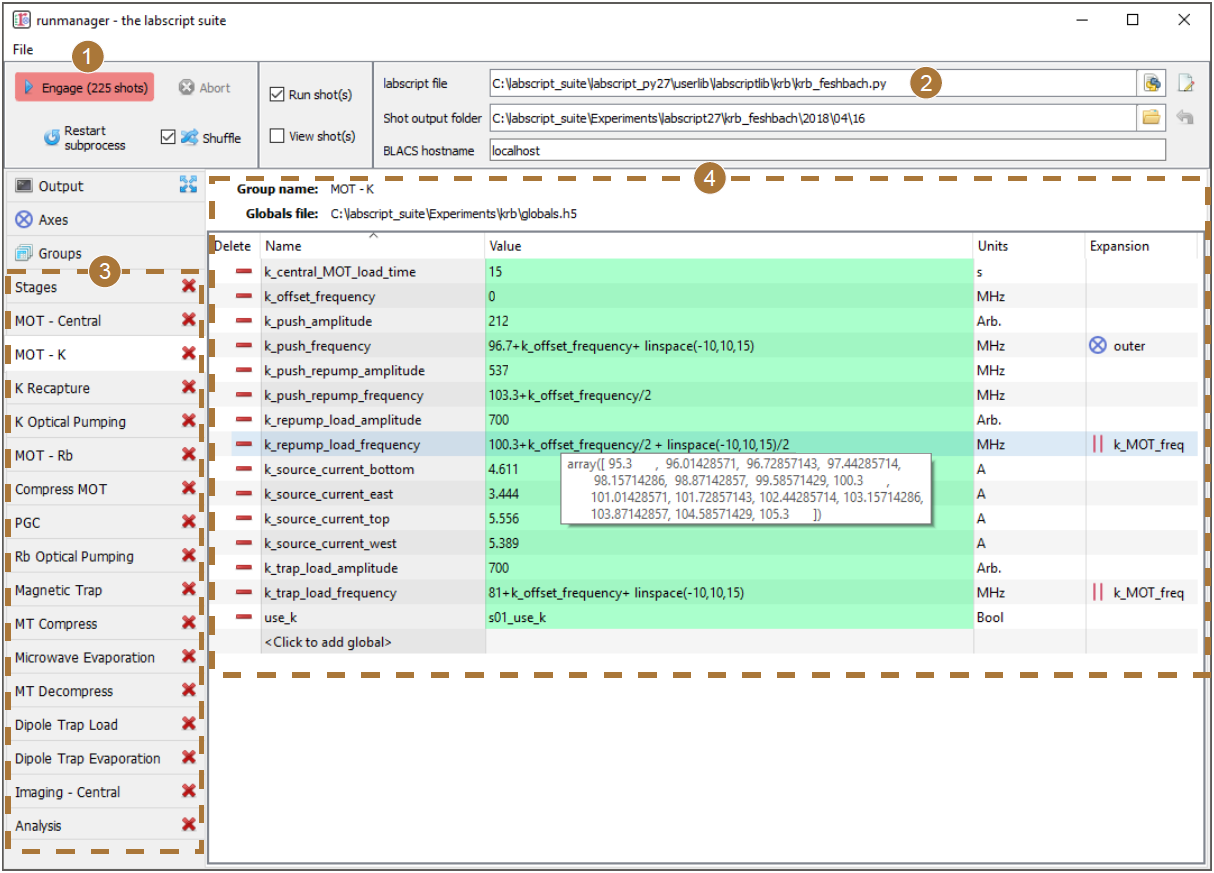 runmanager - the labscript suite
File
1
Engage (225 shots)
Abort
Restart
subprocess
Shuffle
Run shot(s)
View shot(s)
labscript file
C:\labscript_suite\labscript_py27\userlib\labscriptlib\krb\krb_feshbach.py
2
Shot output folder
C:\labscript_suite\Experiments\labscript27\krb_feshbach\2018\04\16
BLACS hostname
localhost
Output
Axes
Groups
3
Stages
MOT - Central
MOT - K
K Recapture
K Optical Pumping
MOT - Rb
Compress MOT
PGC
Rb Optical Pumping
Magnetic Trap
MT Compress
Microwave Evaporation
MT Decompress
Dipole Trap Load
Dipole Trap Evaporation
Imaging - Central
Analysis
4
Group name: MOT - K
Globals file: C:\labscript_suite\Experiments\krb\globals.h5
Delete Name Value Units Expansion
k_central_MOT_load_time 15 s
k_offset_frequency 0 MHz
k_push_amplitude 212 Arb.
k_push_frequency 96.7+k_offset_frequency+ linspace(-10,10,15) MHz outer
k_push_repump_amplitude 537 MHz
k_push_repump_frequency 103.3+k_offset_frequency/2 MHz
k_repump_load_amplitude 700 Arb.
k_repump_load_frequency 100.3+k_offset_frequency/2 + linspace(-10,10,15)/2 MHz k_MOT_freq
k_source_current_bottom 4.611 A
k_source_current_east 3.444 A
k_source_current_top 5.556 A
k_source_current_west 5.389 A
k_trap_load_amplitude 700 Arb.
k_trap_load_frequency 81+k_offset_frequency+ linspace(-10,10,15) MHz k_MOT_freq
use_k s01_use_k Bool
<Click to add global>
array([ 95.3 , 96.01428571, 96.72857143, 97.44285714,
98.15714286, 98.87142857, 99.58571429, 100.3 ,
101.01428571, 101.72857143, 102.44285714, 103.15714286,
103.87142857, 104.58571429, 105.3 ])